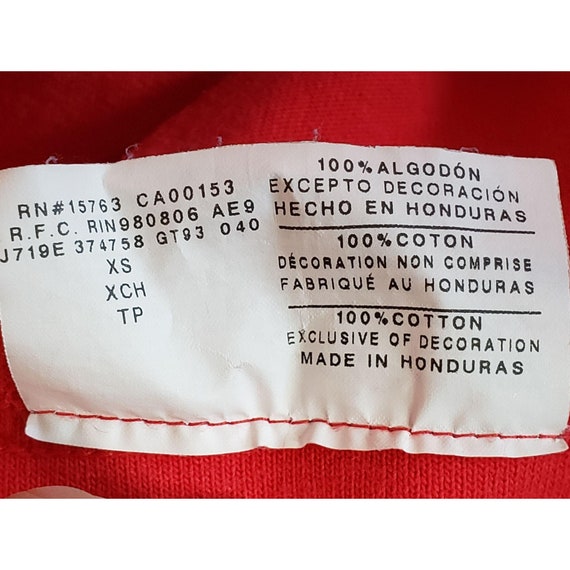 RN#15763 CA00153
R.F.C. RIN980806 AE9
J719E 374758 GT93 040
XS
XCH
TP
100%ALGODÓN
EXCEPTO DECORACIÓN
HECHO EN HONDURAS
100%COTON
DÉCORATION NON COMPRISE
FABRIQUÉ AU HONDURAS
100%COTTON
EXCLUSIVE OF DECORATION
MADE IN HONDURAS